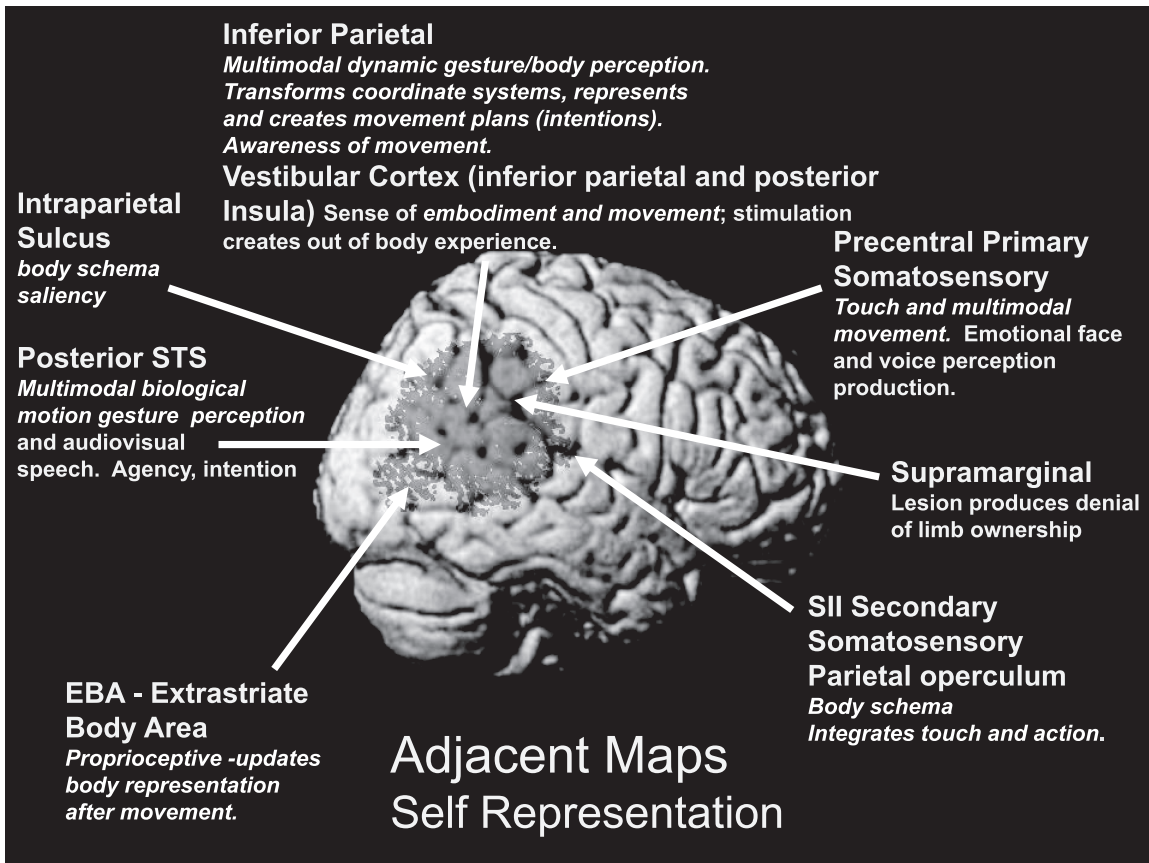 Inferior Parietal
Multimodal dynamic gesture/body perception.
Transforms coordinate systems, represents
and creates movement plans (intentions).
Awareness of movement.
Vestibular Cortex (inferior parietal and posterior
Insula) Sense of embodiment and movement; stimulation
creates out of body experience.
Intraparietal
Sulcus
body schema
saliency
Precentral Primary
Somatosensory
Touch and multimodal
movement. Emotional face
and voice perception
production.
Posterior STS
Multimodal biological
motion gesture perception
and audiovisual
speech. Agency, intention
Supramarginal
Lesion produces denial
of limb ownership
SII Secondary
Somatosensory
Parietal operculum
Body schema
Integrates touch and action.
EBA - Extrastriate
Body Area
Proprioceptive -updates
body representation
after movement.
Adjacent Maps
Self Representation